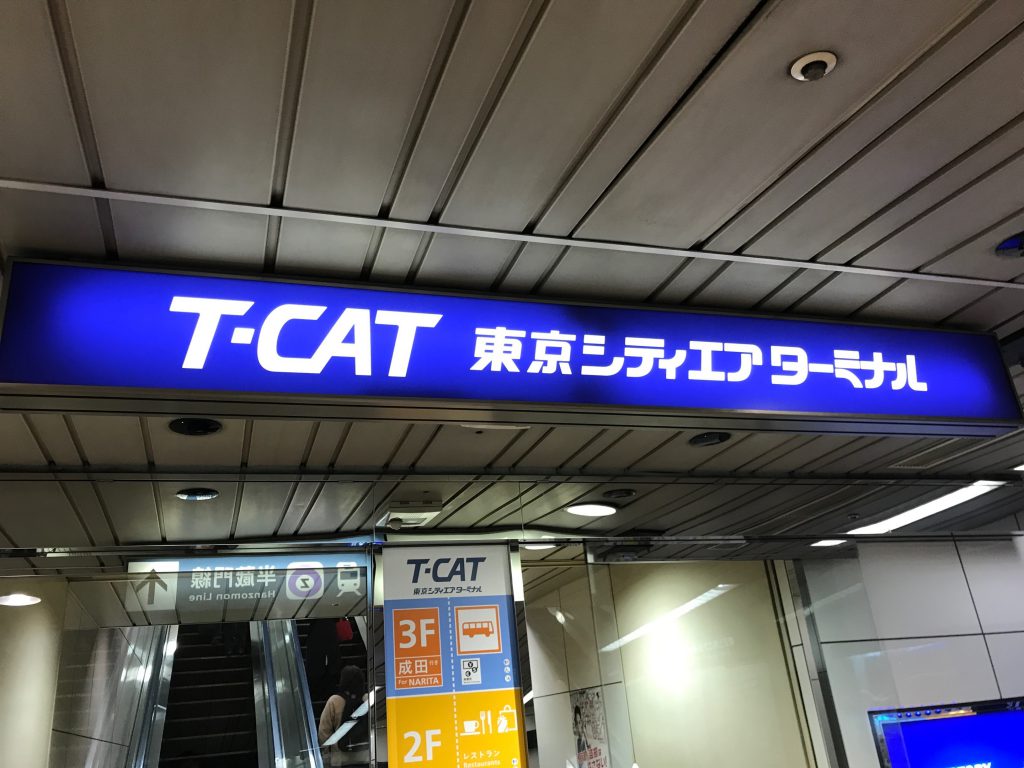 T·CAT 東京シティエアターミナル
半蔵門線
Hanzomon Line
Z
T·CAT
東京シティエアターミナル
3F
成田行き
For NARITA
2F
レストラン
Restaurants